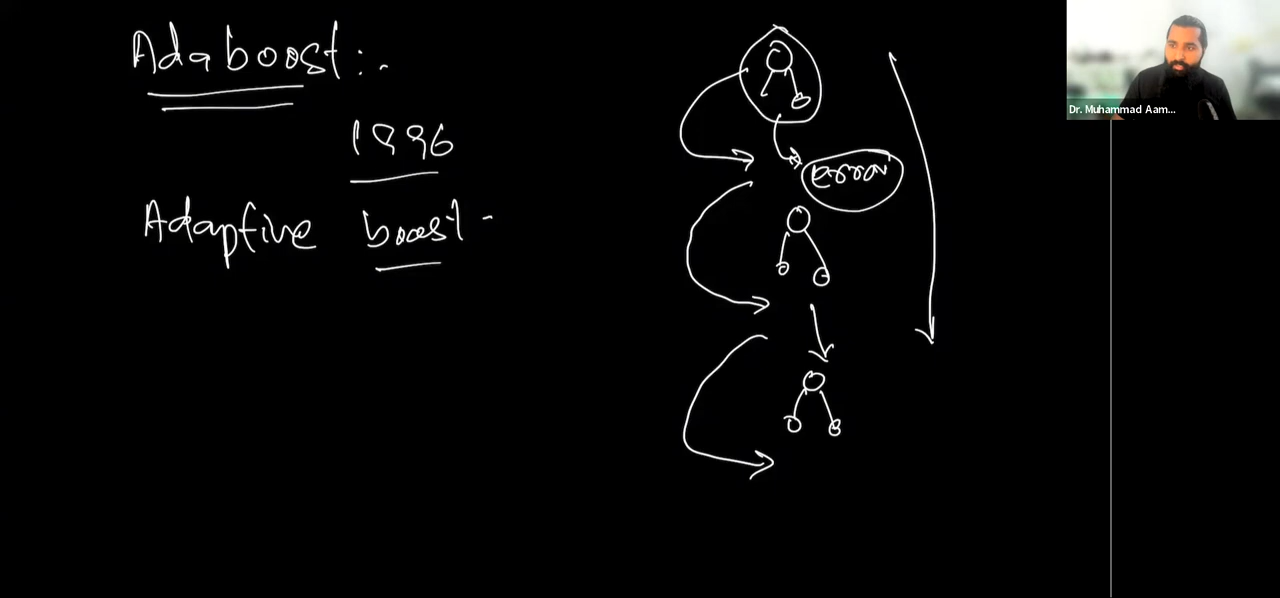 Adaboost :-
1996
Adaptive boost -
error
Dr. Muhammad Aam...